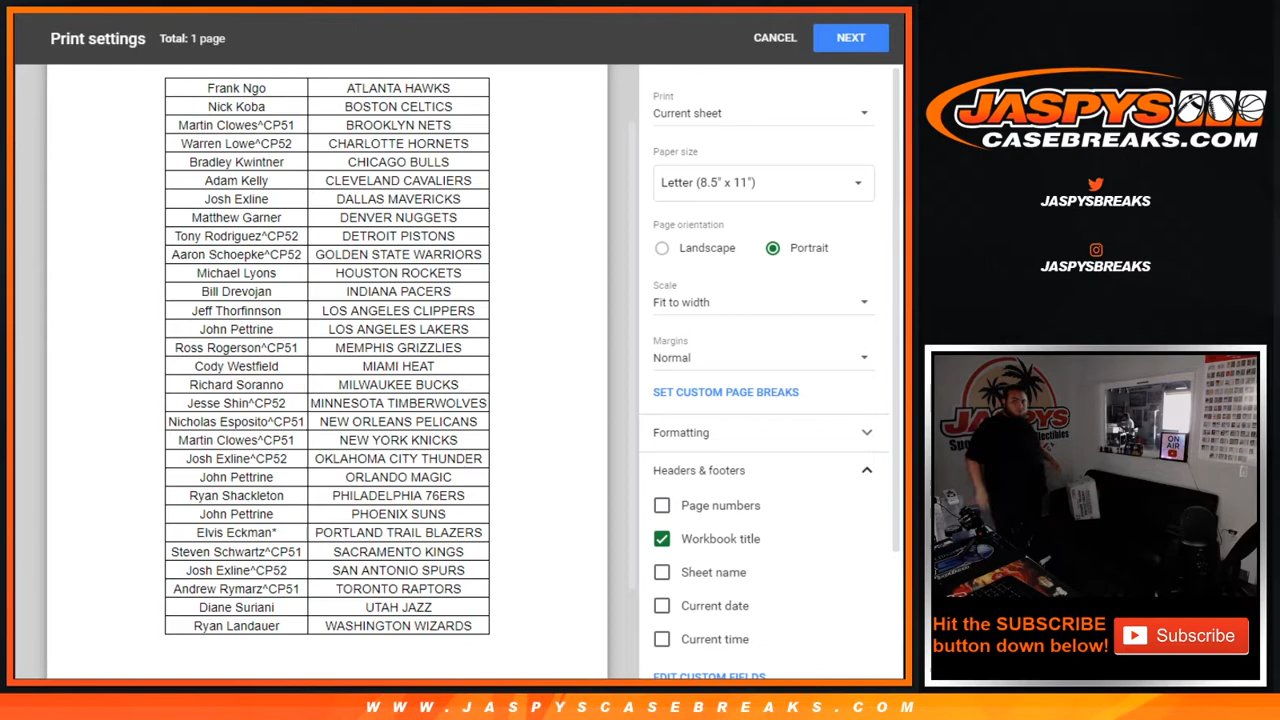 Print settings Total: 1 page CANCEL NEXT
Frank Ngo ATLANTA HAWKS
Nick Koba BOSTON CELTICS
Martin Clowes^CP51 BROOKLYN NETS
Warren Lowe^CP52 CHARLOTTE HORNETS
Bradley Kwintner CHICAGO BULLS
Adam Kelly CLEVELAND CAVALIERS
Josh Exline DALLAS MAVERICKS
Matthew Garner DENVER NUGGETS
Tony Rodriguez^CP52 DETROIT PISTONS
Aaron Schoepke^CP52 GOLDEN STATE WARRIORS
Michael Lyons HOUSTON ROCKETS
Bill Drevojan INDIANA PACERS
Jeff Thorfinnson LOS ANGELES CLIPPERS
John Pettrine LOS ANGELES LAKERS
Ross Rogerson^CP51 MEMPHIS GRIZZLIES
Cody Westfield MIAMI HEAT
Richard Soranno MILWAUKEE BUCKS
Jesse Shin^CP52 MINNESOTA TIMBERWOLVES
Nicholas Esposito^CP51 NEW ORLEANS PELICANS
Martin Clowes^CP51 NEW YORK KNICKS
Josh Exline^CP52 OKLAHOMA CITY THUNDER
John Pettrine ORLANDO MAGIC
Ryan Shackleton PHILADELPHIA 76ERS
John Pettrine PHOENIX SUNS
Elvis Eckman* PORTLAND TRAIL BLAZERS
Steven Schwartz^CP51 SACRAMENTO KINGS
Josh Exline^CP52 SAN ANTONIO SPURS
Andrew Rymarz^CP51 TORONTO RAPTORS
Diane Suriani UTAH JAZZ
Ryan Landauer WASHINGTON WIZARDS
Print
Current sheet
Paper size
Letter (8.5" x 11")
Page orientation
Landscape Portrait
Scale
Fit to width
Margins
Normal
SET CUSTOM PAGE BREAKS
Formatting
Headers & footers
Page numbers
Workbook title
Sheet name
Current date
Current time
EDIT CUSTOM FIELDS
JASPYS
CASEBREAKS.COM
JASPYSBREAKS
JASPYSBREAKS
JASPYS
ON
AIR
Hit the SUBSCRIBE
button down below!
Subscribe
WWW.JASPYSCASEBREAKS.COM